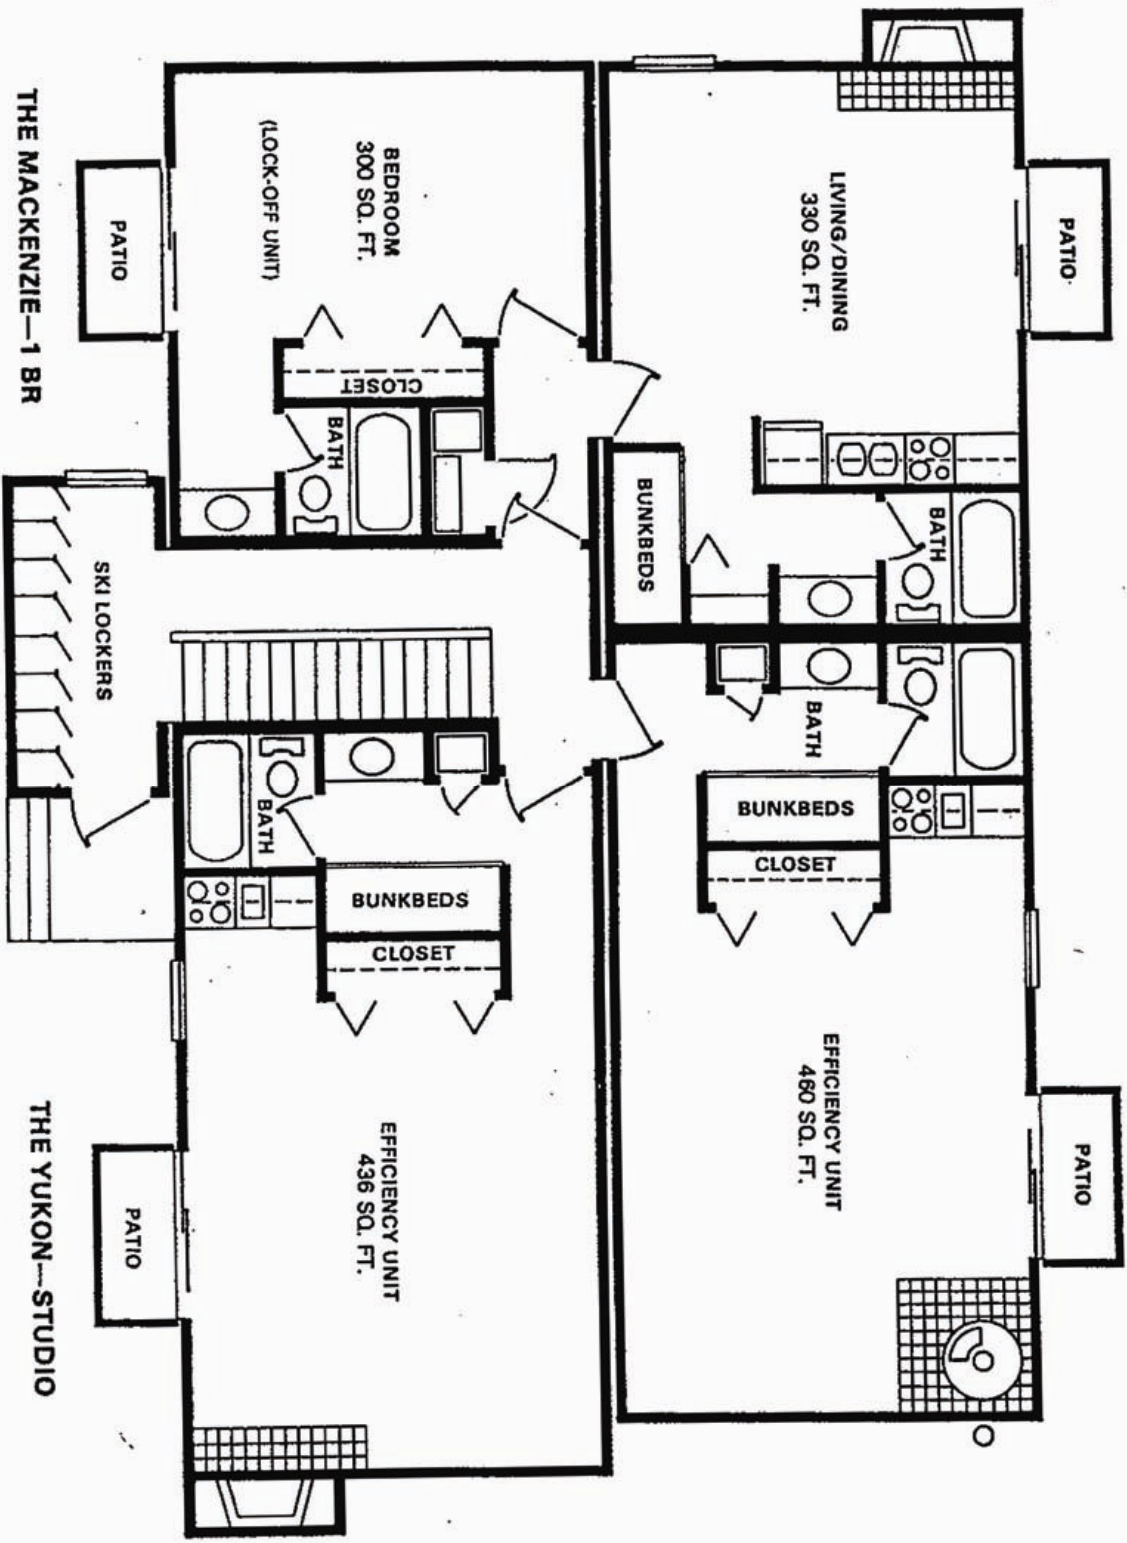 PATIO
LIVING/DINING
330 SQ. FT.
BATH
BUNKBEDS
BEDROOM
300 SQ. FT.
(LOCK-OFF UNIT)
CLOSET
BATH
PATIO
THE MACKENZIE—1 BR
SKI LOCKERS
BATH
BUNKBEDS
CLOSET
EFFICIENCY UNIT
460 SQ. FT.
PATIO
BATH
BUNKBEDS
CLOSET
EFFICIENCY UNIT
436 SQ. FT.
PATIO
THE YUKON—STUDIO